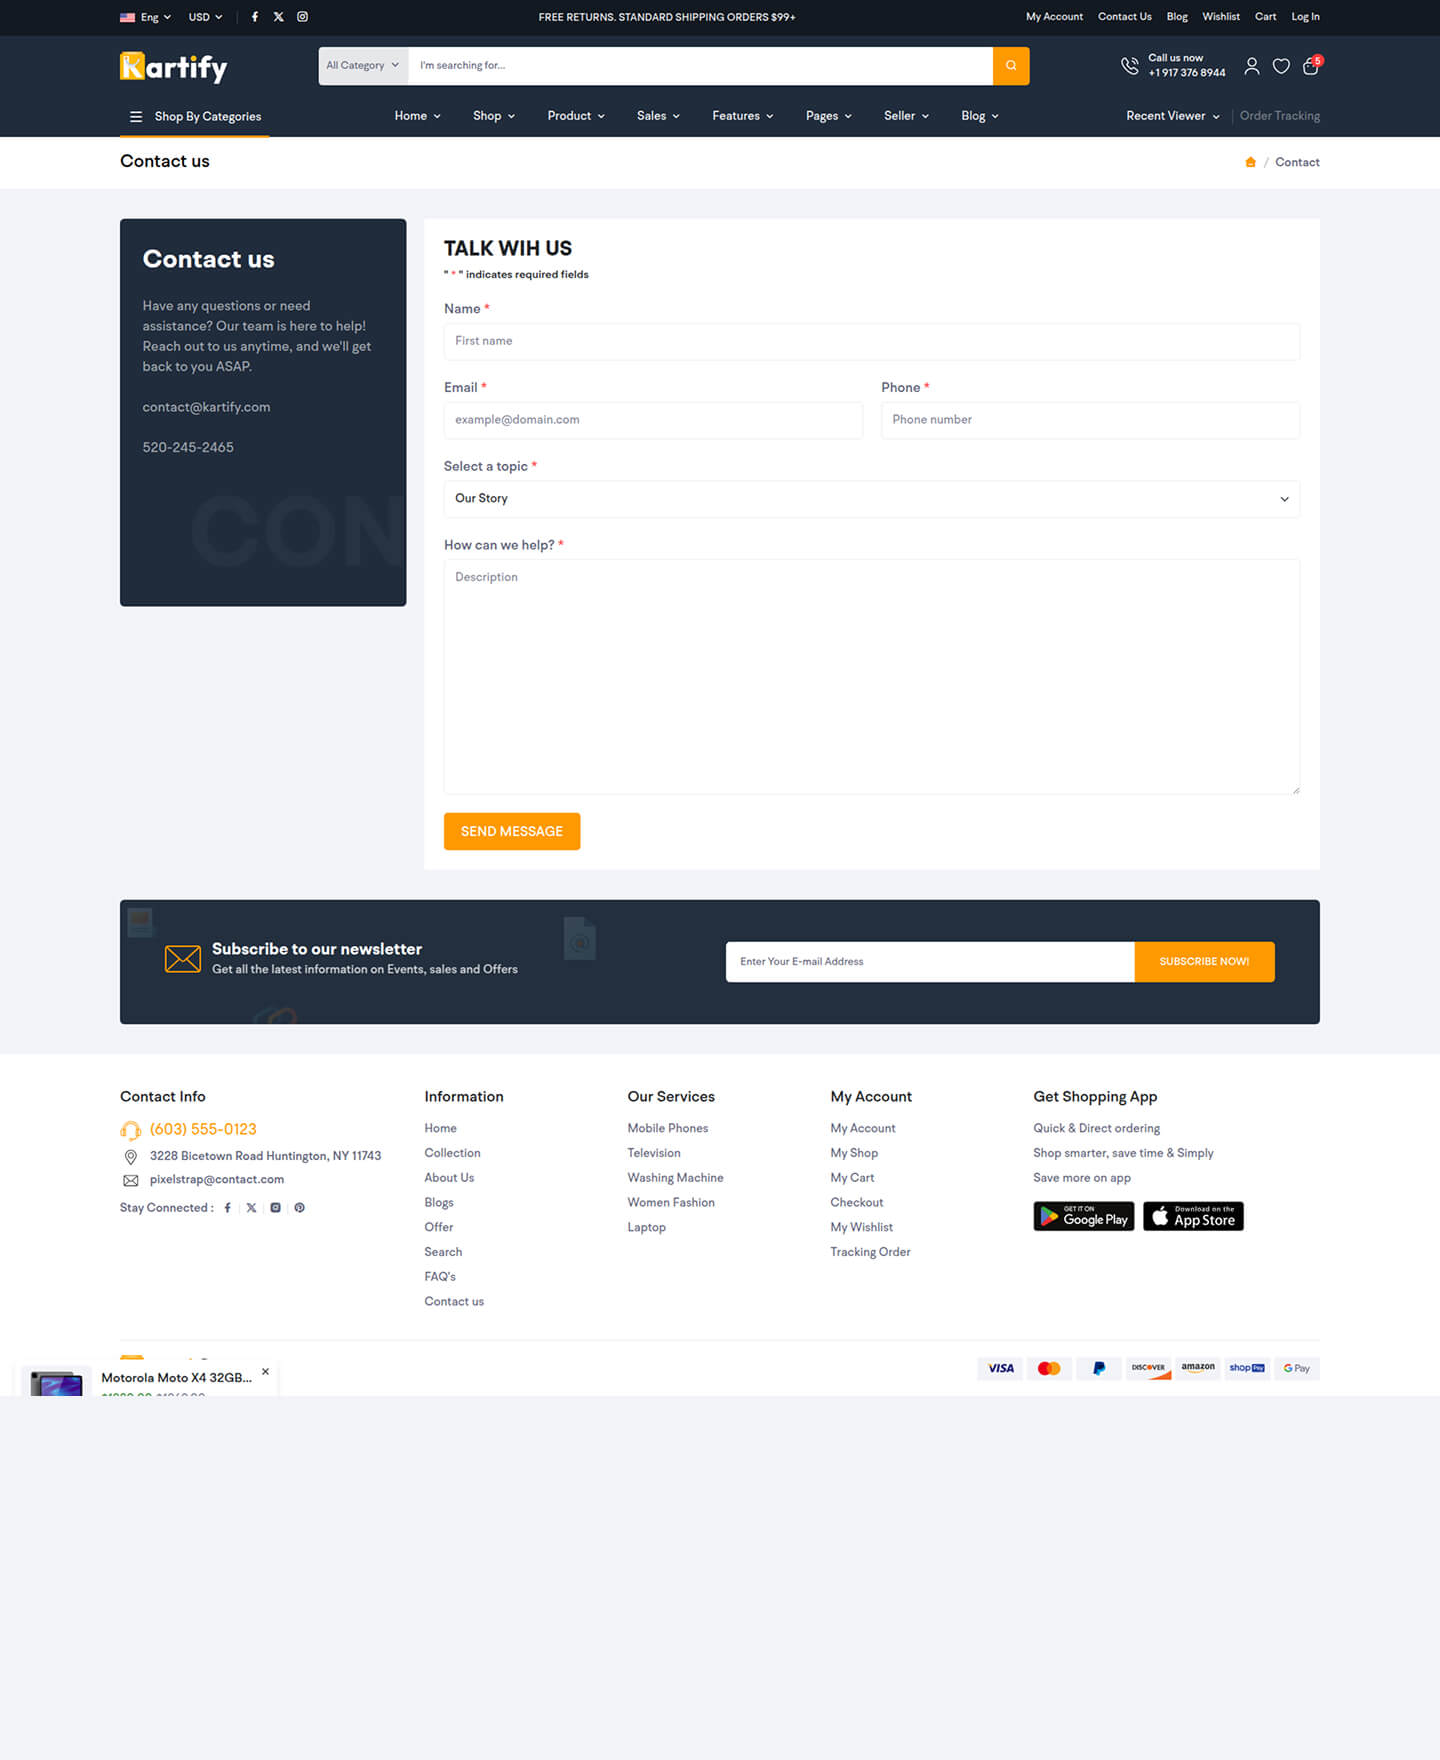 Eng USD FREE RETURNS. STANDARD SHIPPING ORDERS $99+ My Account Contact Us Blog Wishlist Cart Log In
Kartify All Category I'm searching for... Call us now
+1 917 376 8944 5
Shop By Categories Home Shop Product Sales Features Pages Seller Blog Recent Viewer Order Tracking
Contact us / Contact
Contact us
Have any questions or need
assistance? Our team is here to help!
Reach out to us anytime, and we'll get
back to you ASAP.
contact@kartify.com
520-245-2465
CON
TALK WIH US
" * " indicates required fields
Name *
First name
Email * Phone *
example@domain.com Phone number
Select a topic *
Our Story
How can we help? *
Description
SEND MESSAGE
Subscribe to our newsletter
Get all the latest information on Events, sales and Offers
Enter Your E-mail Address SUBSCRIBE NOW!
Contact Info
(603) 555-0123
3228 Bicetown Road Huntington, NY 11743
pixelstrap@contact.com
Stay Connected :
Information
Home
Collection
About Us
Blogs
Offer
Search
FAQ's
Contact us
Our Services
Mobile Phones
Television
Washing Machine
Women Fashion
Laptop
My Account
My Account
My Shop
My Cart
Checkout
My Wishlist
Tracking Order
Get Shopping App
Quick & Direct ordering
Shop smarter, save time & Simply
Save more on app
GET IT ON
Google Play
Download on the
App Store
Motorola Moto X4 32GB...
VISA DISCOVER amazon shop Pay G Pay